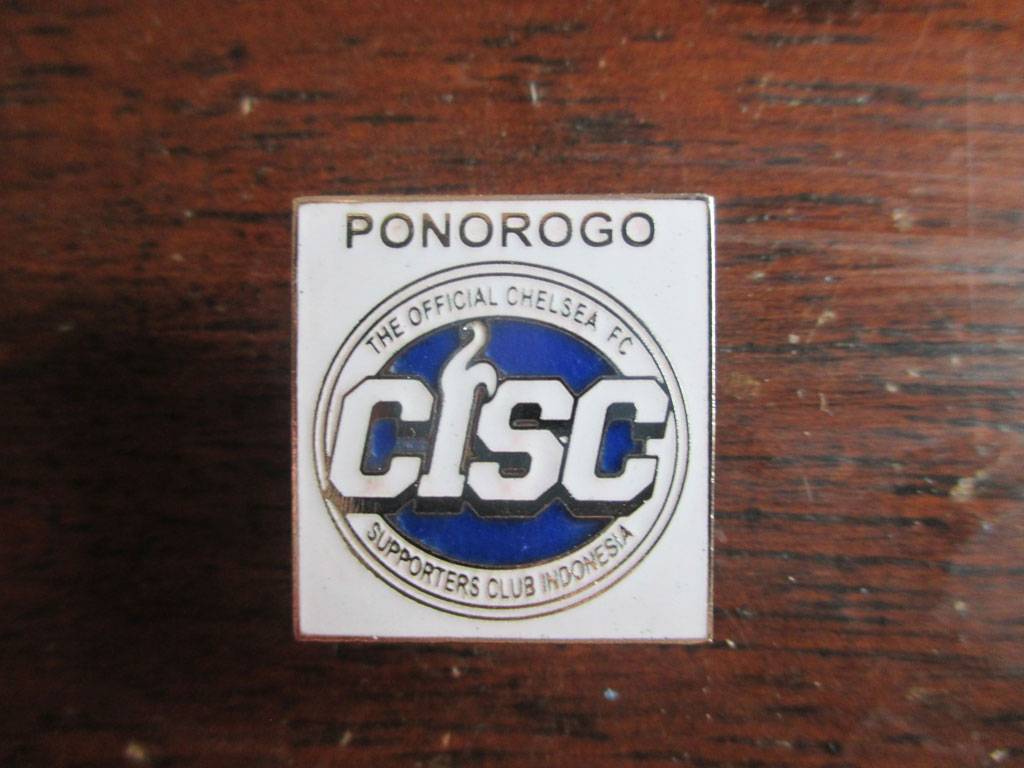 PONOROGO
THE OFFICIAL CHELSEA FC
CISC
SUPPORTERS CLUB INDONESIA